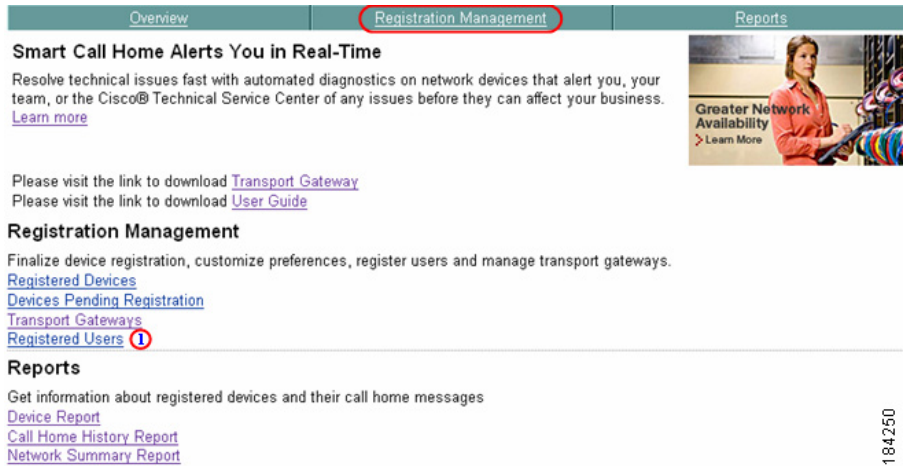 Overview
Registration Management
Reports
Smart Call Home Alerts You in Real-Time
Resolve technical issues fast with automated diagnostics on network devices that alert you, your
team, or the Cisco® Technical Service Center of any issues before they can affect your business.
Learn more
Greater Network
Availability
Learn More
Please visit the link to download Transport Gateway
Please visit the link to download User Guide
Registration Management
Finalize device registration, customize preferences, register users and manage transport gateways.
Registered Devices
Devices Pending Registration
Transport Gateways
Registered Users 1
Reports
Get information about registered devices and their call home messages
Device Report
Call Home History Report
Network Summary Report
184250